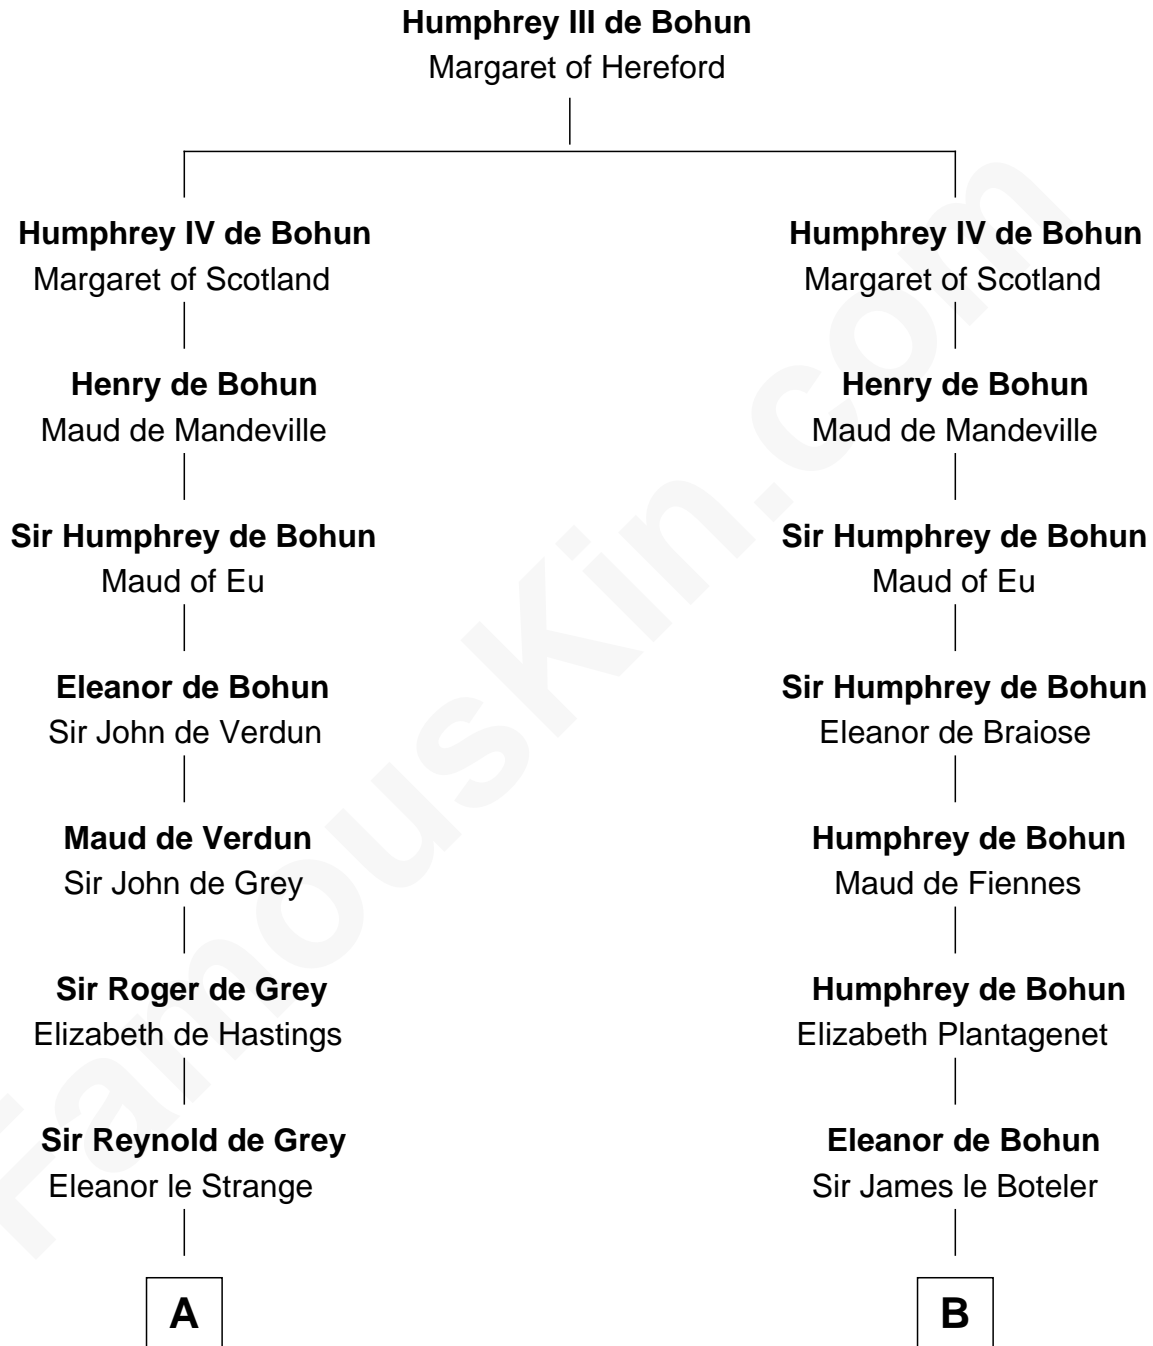 Humphrey III de Bohun
Margaret of Hereford
Humphrey IV de Bohun
Margaret of Scotland
Henry de Bohun
Maud de Mandeville
Sir Humphrey de Bohun
Maud of Eu
Eleanor de Bohun
Sir John de Verdun
Maud de Verdun
Sir John de Grey
Sir Roger de Grey
Elizabeth de Hastings
Sir Reynold de Grey
Eleanor le Strange
A
Humphrey IV de Bohun
Margaret of Scotland
Henry de Bohun
Maud de Mandeville
Sir Humphrey de Bohun
Maud of Eu
Sir Humphrey de Bohun
Eleanor de Braiose
Humphrey de Bohun
Maud de Fiennes
Humphrey de Bohun
Elizabeth Plantagenet
Eleanor de Bohun
Sir James le Boteler
B
FamousKin.com